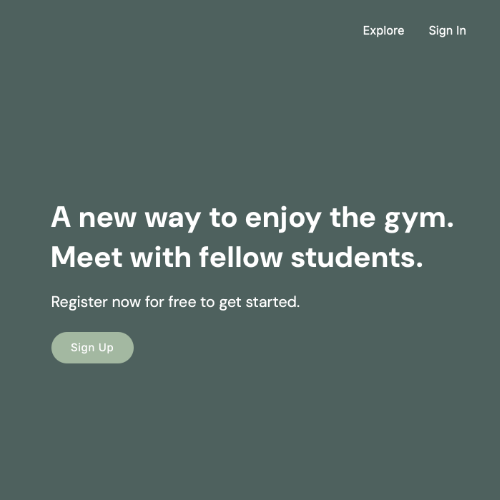 Explore Sign In
A new way to enjoy the gym.
Meet with fellow students.
Register now for free to get started.
Sign Up